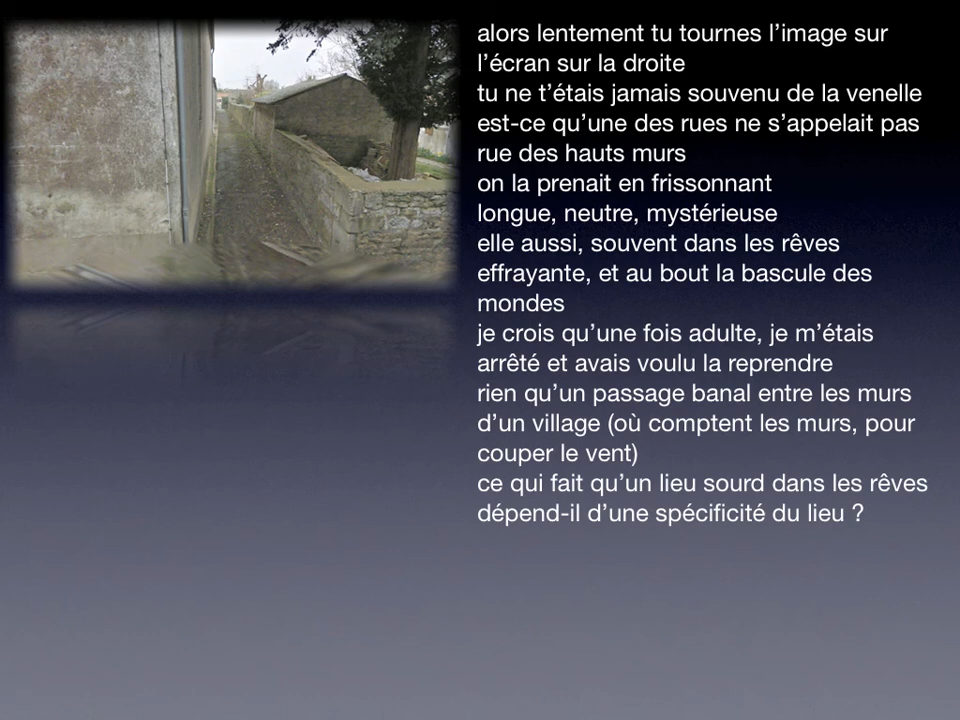 alors lentement tu tournes l’image sur
l’écran sur la droite
tu ne t’étais jamais souvenu de la venelle
est-ce qu’une des rues ne s’appelait pas
rue des hauts murs
on la prenait en frissonnant
longue, neutre, mystérieuse
elle aussi, souvent dans les rêves
effrayante, et au bout la bascule des
mondes
je crois qu’une fois adulte, je m’étais
arrêté et avais voulu la reprendre
rien qu’un passage banal entre les murs
d’un village (où comptent les murs, pour
couper le vent)
ce qui fait qu’un lieu sourd dans les rêves
dépend-il d’une spécificité du lieu ?